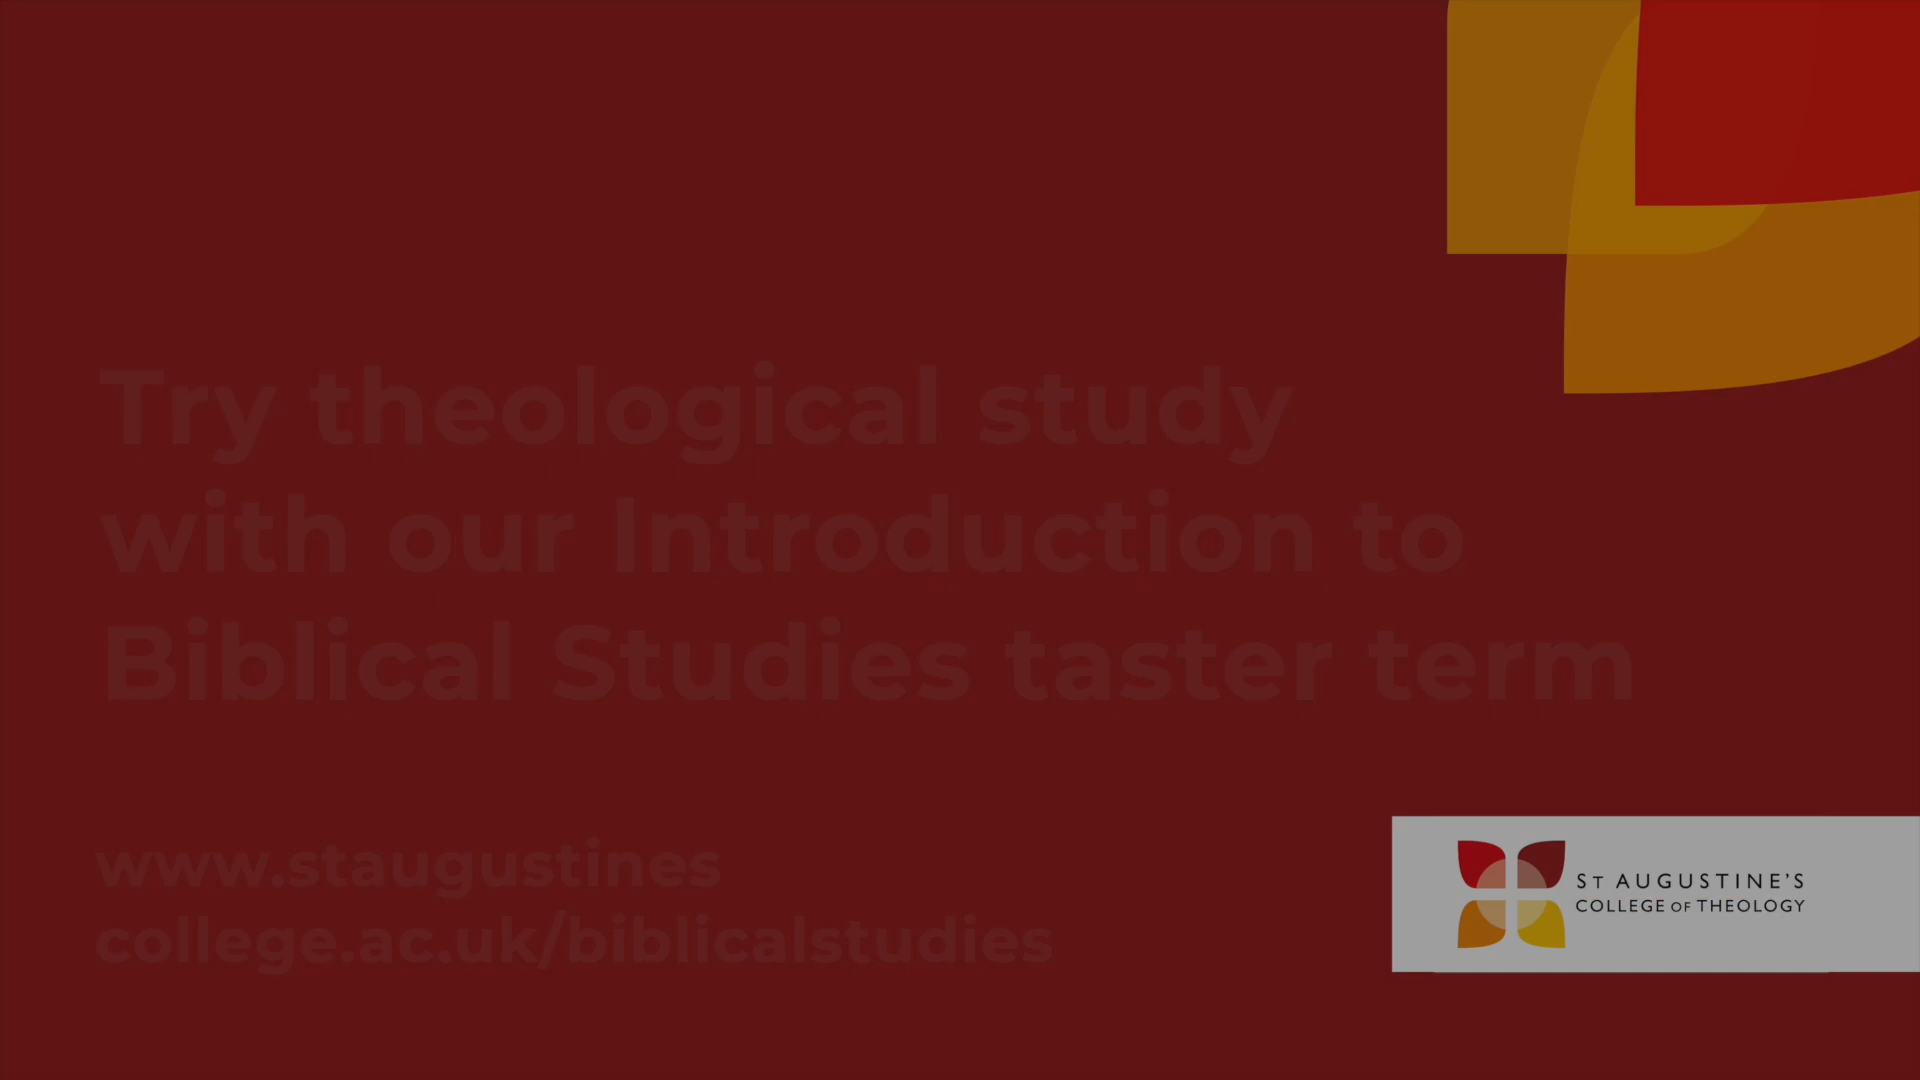 Try theological study
with our Introduction to
Biblical Studies taster term
www.staugustines
college.ac.uk/biblicalstudies
ST AUGUSTINE'S
COLLEGE OF THEOLOGY